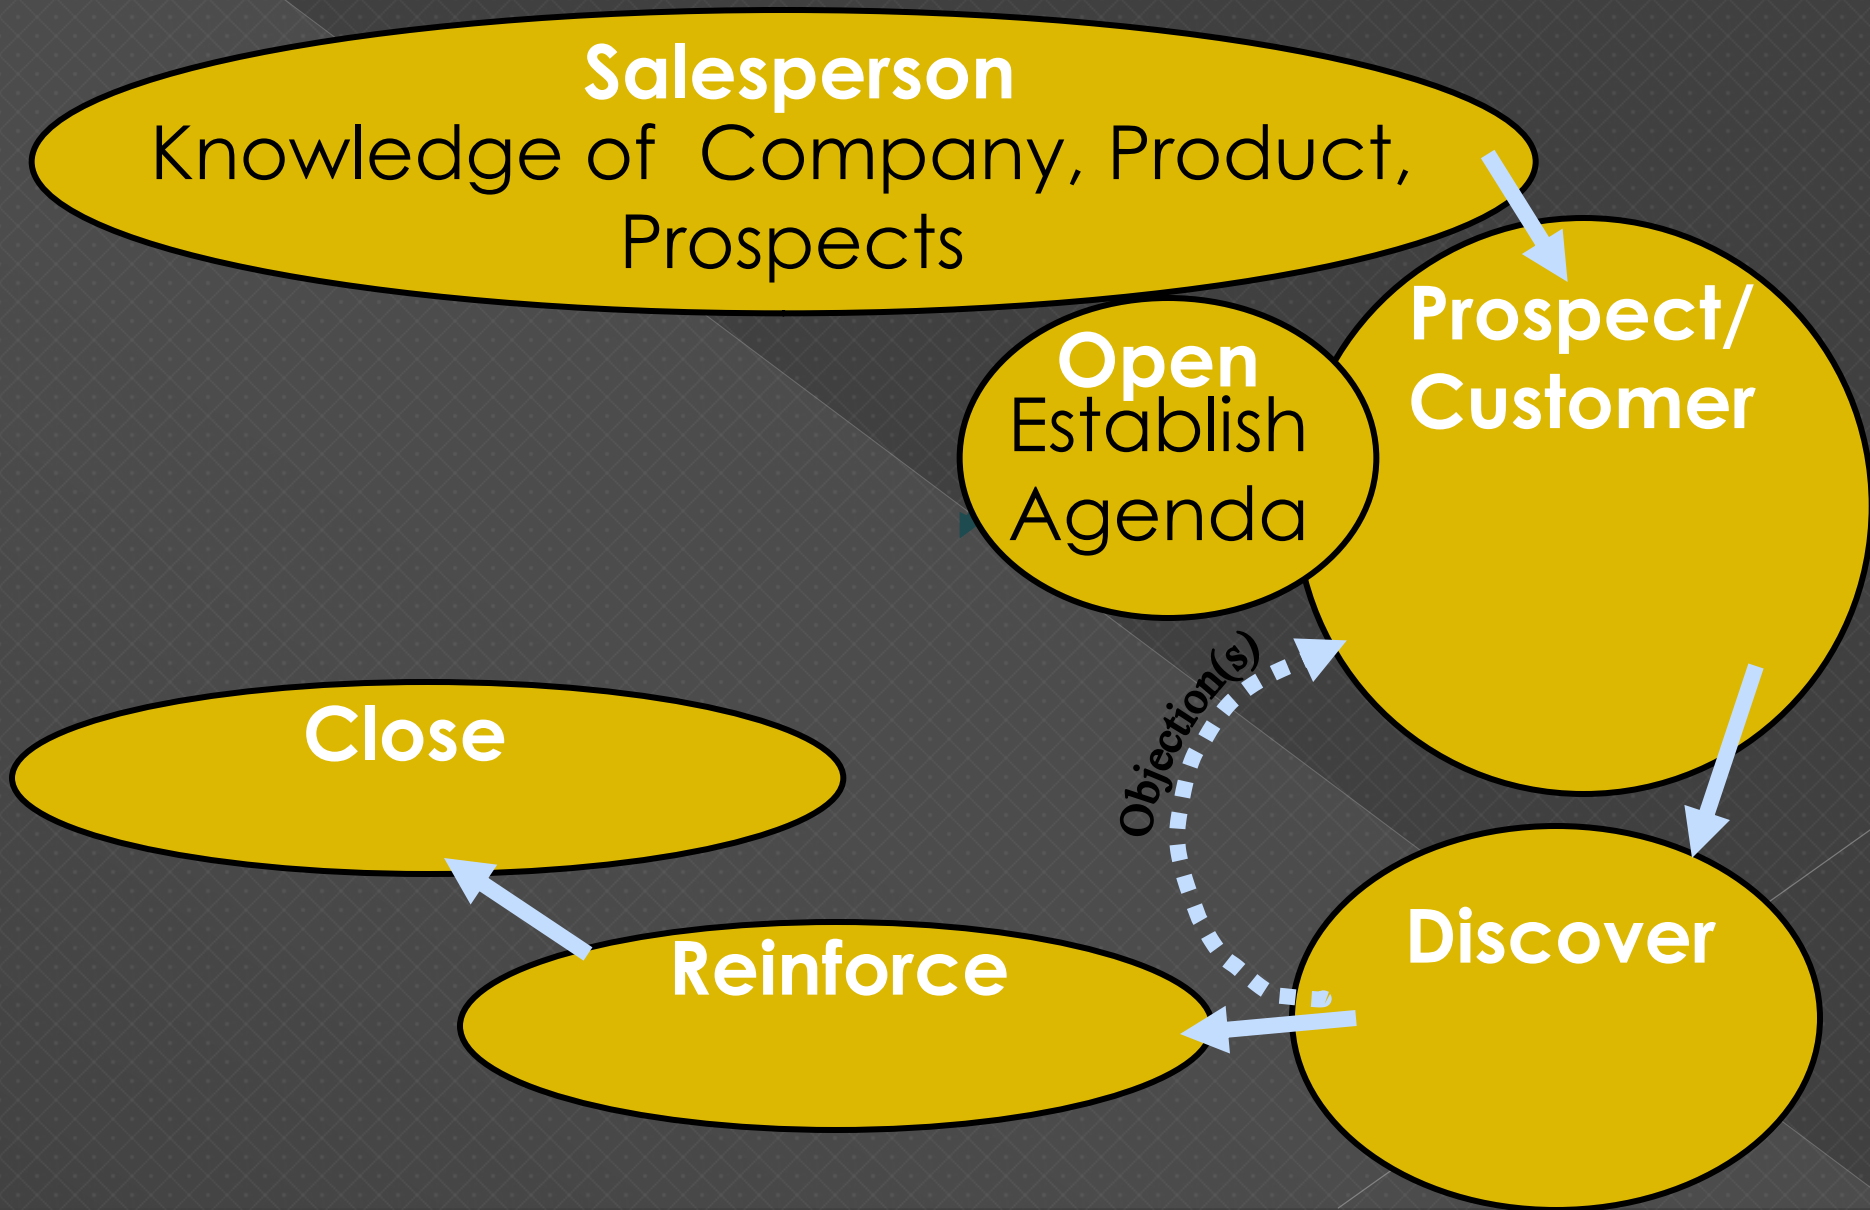 Salesperson
Knowledge of  Company, Product,
Prospects
Prospect/
Customer
Open
Establish
Agenda
Objection(s)
Close
Discover
Reinforce